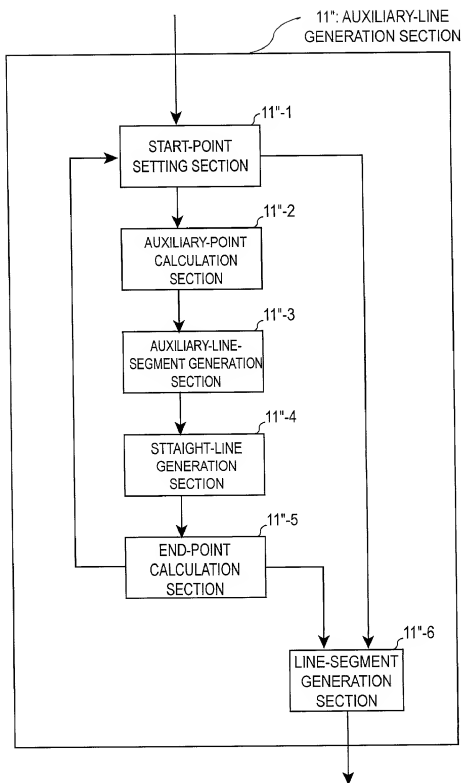 11": AUXILIARY-LINE
GENERATION SECTION
11"-1
START-POINT
SETTING SECTION
11"-2
AUXILIARY-POINT
CALCULATION
SECTION
11"-3
AUXILIARY-LINE-
SEGMENT GENERATION
SECTION
11"-4
STTAIGHT-LINE
GENERATION
SECTION
11"-5
END-POINT
CALCULATION
SECTION
11"-6
LINE-SEGMENT
GENERATION
SECTION